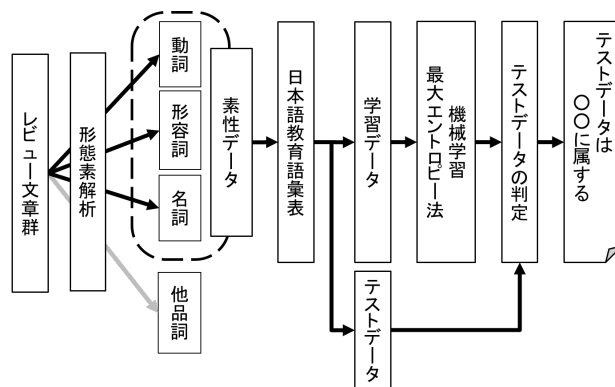 レビュー文章群
形態素解析
動詞
形容詞
名詞
他品詞
素性データ
日本語教育語彙表
学習データ
テストデータ
機械学習
最大エントロピー法
テストデータの判定
テストデータは
〇〇に属する